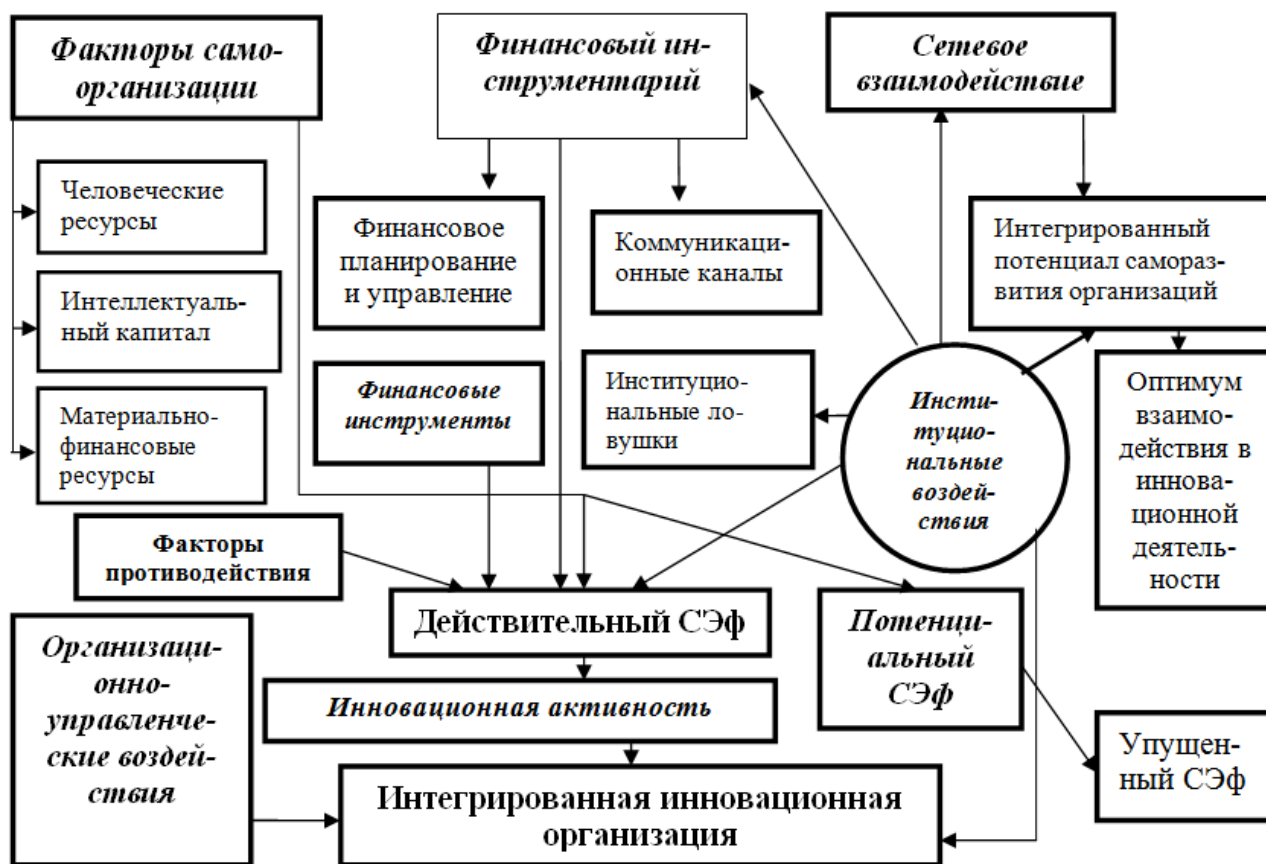 Факторы само-
организации
Финансовый ин-
струментарий
Сетевое
взаимодействие
Человеческие
ресурсы
Интеллектуаль-
ный капитал
Материально-
финансовые
ресурсы
Финансовое
планирование
и управление
Коммуникаци-
онные каналы
Интегрированный
потенциал самораз-
вития организаций
Финансовые
инструменты
Институцио-
нальные ло-
вушки
Инсти-
туцио-
нальные
воздей-
ствия
Оптимум
взаимо-
действия в
иннова-
ционной
деятель-
ности
Факторы
противодействия
Действительный СЭф
Потенци-
альный
СЭф
Организаци-
онно-
управленче-
ские воздей-
ствия
Инновационная активность
Упущен-
ный СЭф
Интегрированная инновационная
организация